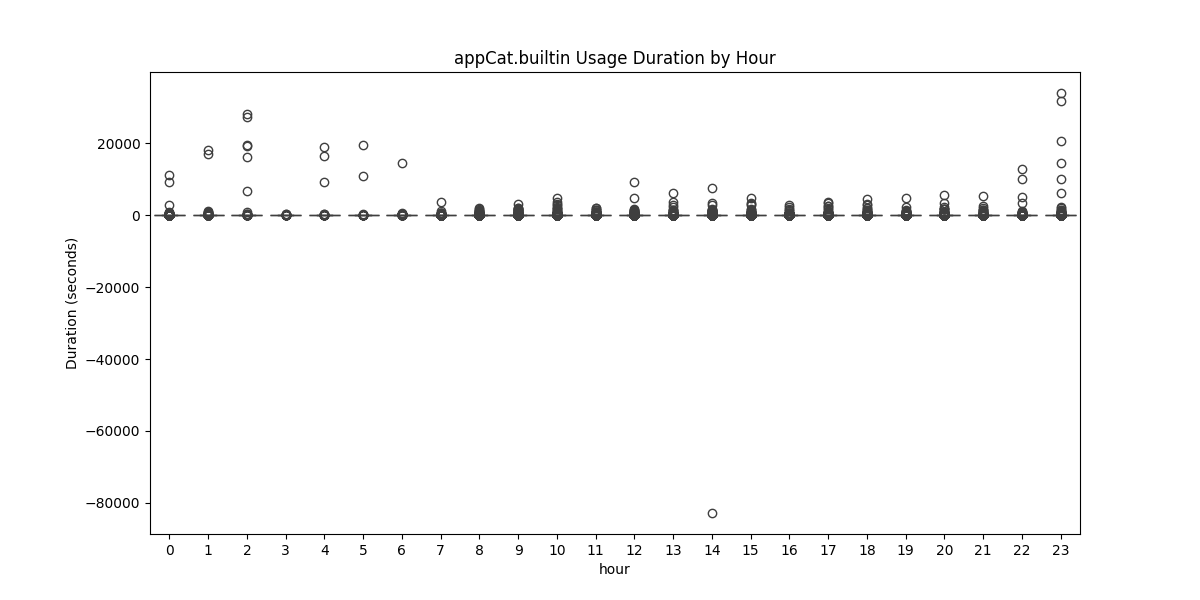 appCat.builtin Usage Duration by Hour
Duration (seconds)
20000
0
−20000
−40000
−60000
−80000
0 1 2 3 4 5 6 7 8 9 10 11 12 13 14 15 16 17 18 19 20 21 22 23
hour